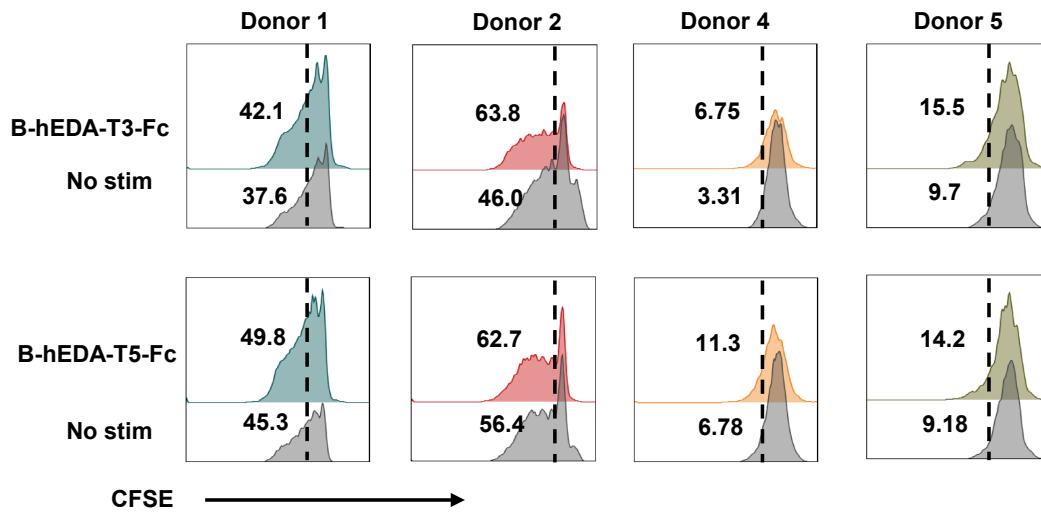 Donor 1 Donor 2 Donor 4 Donor 5
B-hEDA-T3-Fc 42.1 63.8 6.75 15.5
No stim 37.6 46.0 3.31 9.7
B-hEDA-T5-Fc 49.8 62.7 11.3 14.2
No stim 45.3 56.4 6.78 9.18
CFSE